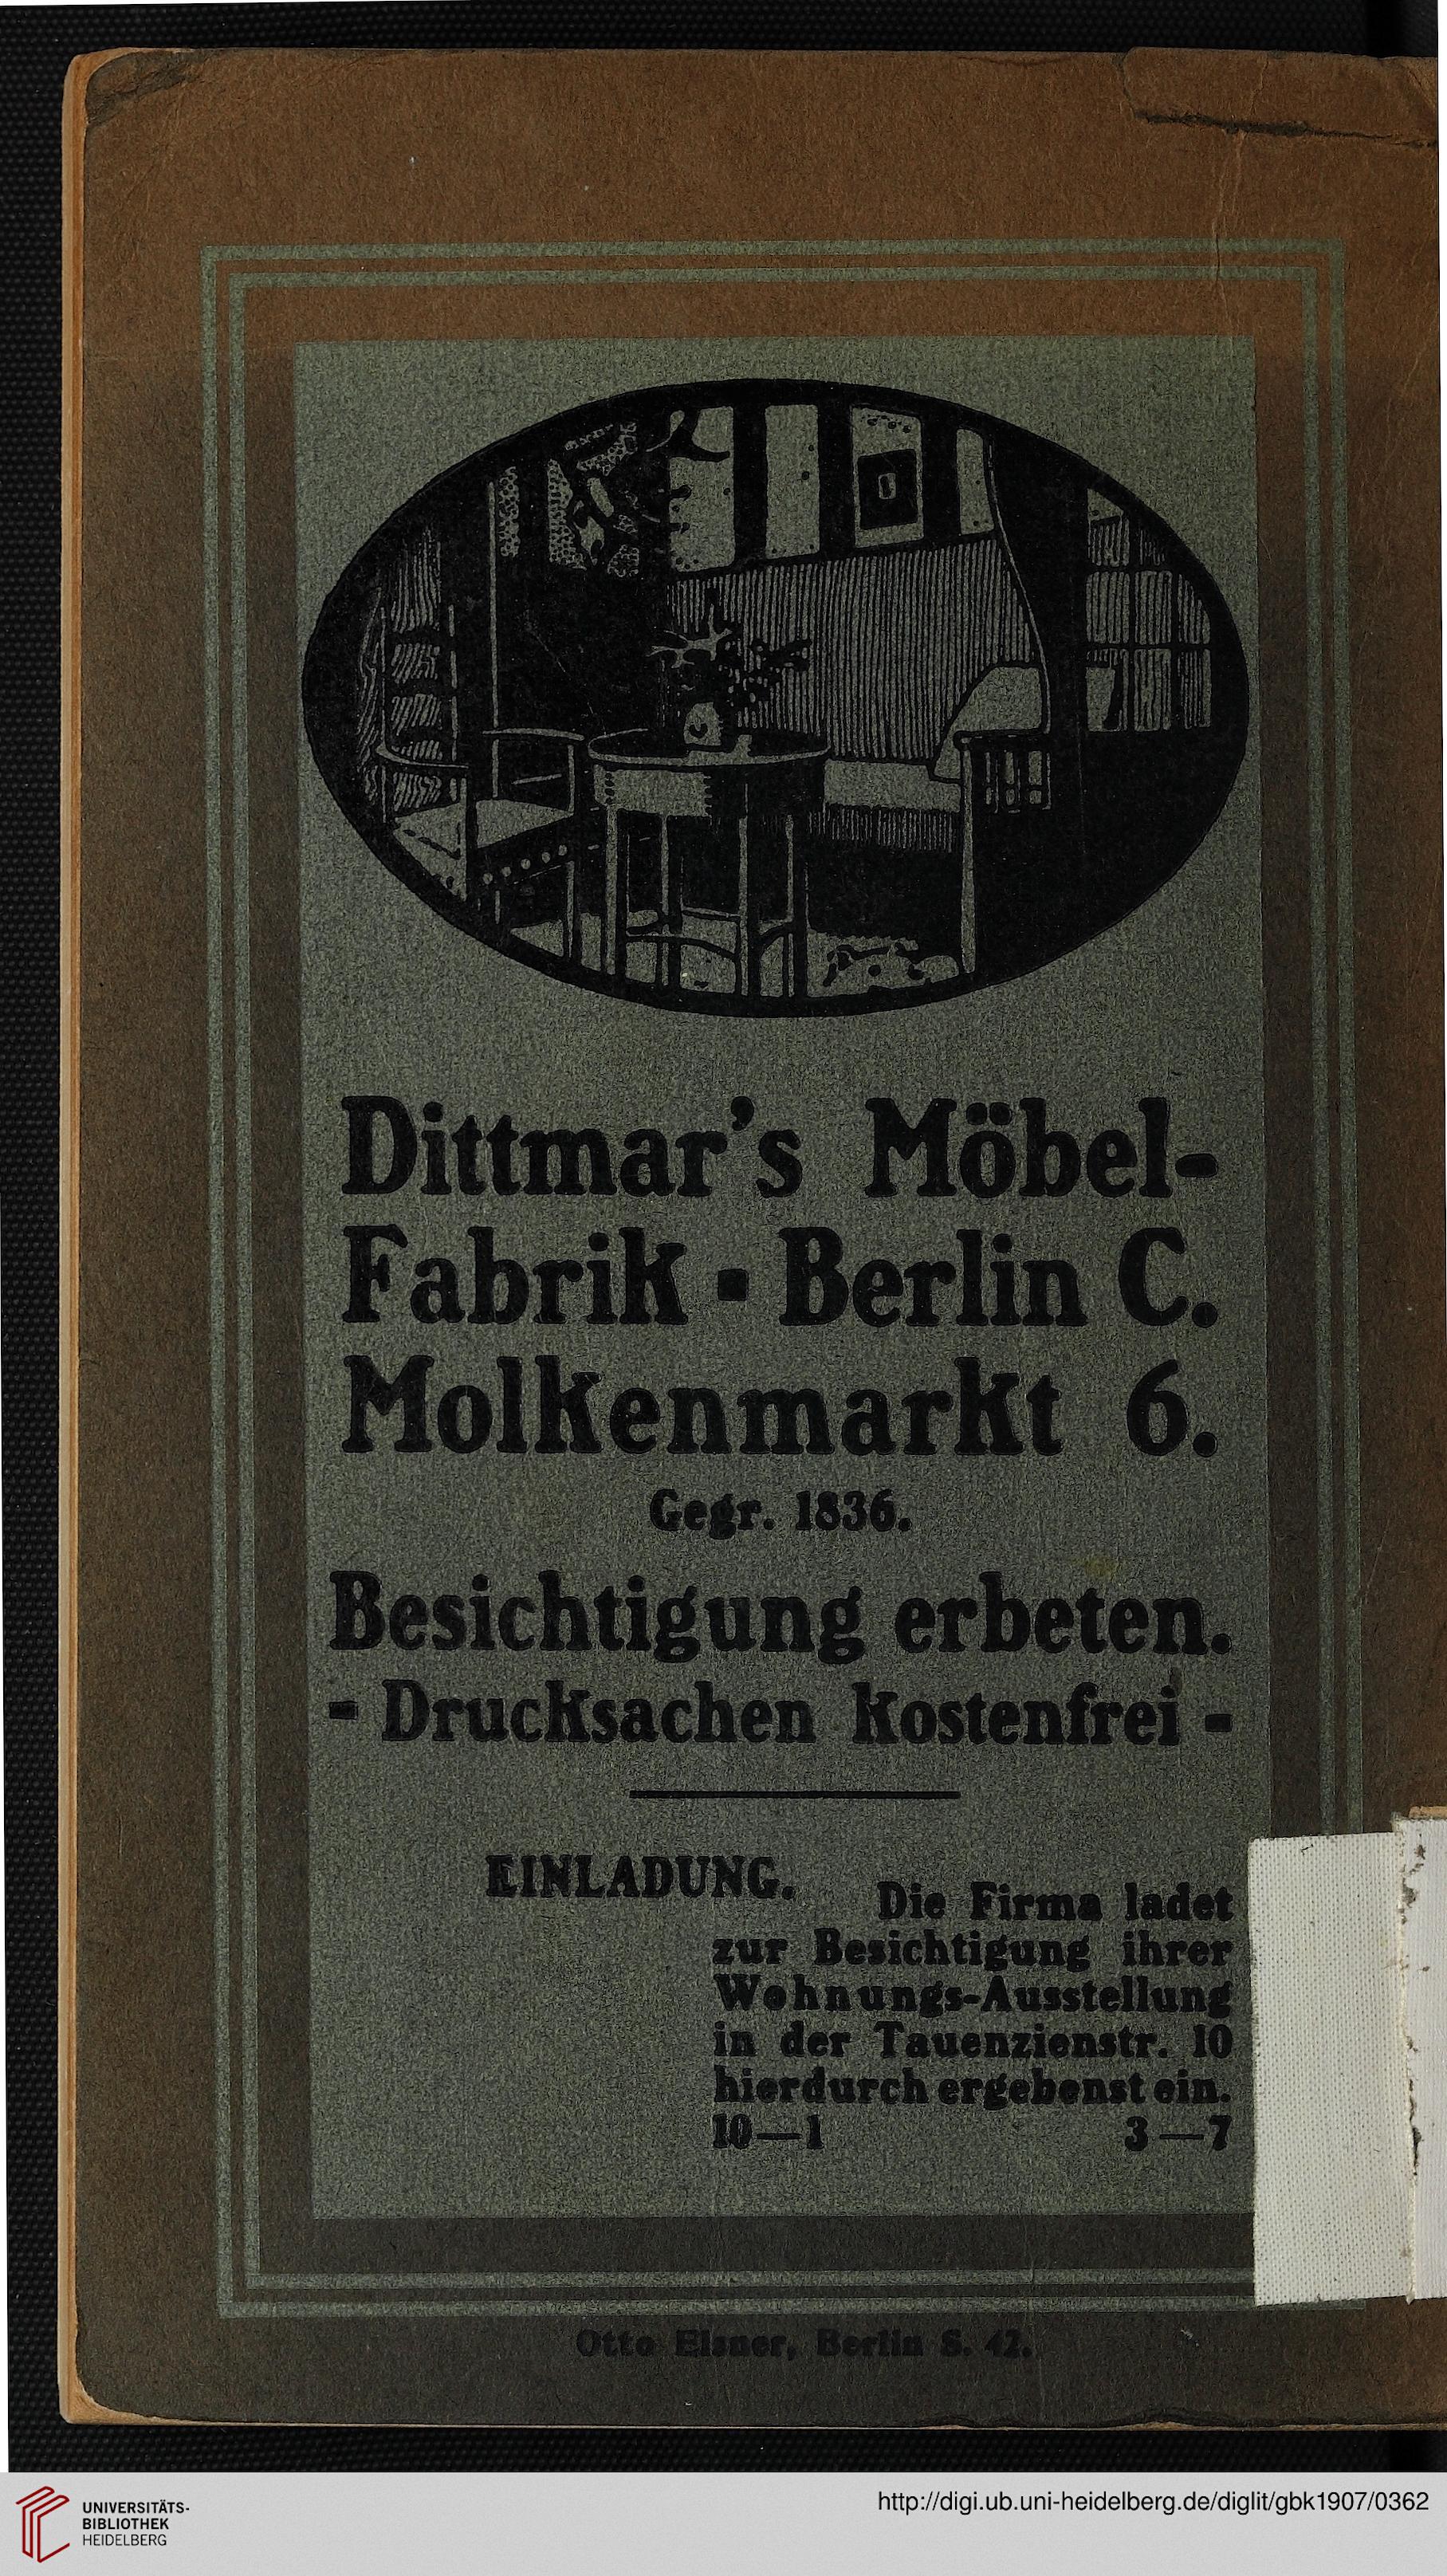 Dittmar's Möbel-
Fabrik ▪ Berlin C.
Molkenmarkt 6.
Gegr. 1836.
Besichtigung erbeten.
- Drucksachen kostenfrei -
EINLADUNG.
Die Firma ladet
zur Besichtigung ihrer
Wohnungs-Ausstellung
in der Tauenzienstr. 10
hierdurch ergebenst ein.
10—1 3—7
Otto Elsner, Berlin S. 42.
UNIVERSITÄTS-
BIBLIOTHEK
HEIDELBERG
http://digi.ub.uni-heidelberg.de/diglit/gbk1907/0362